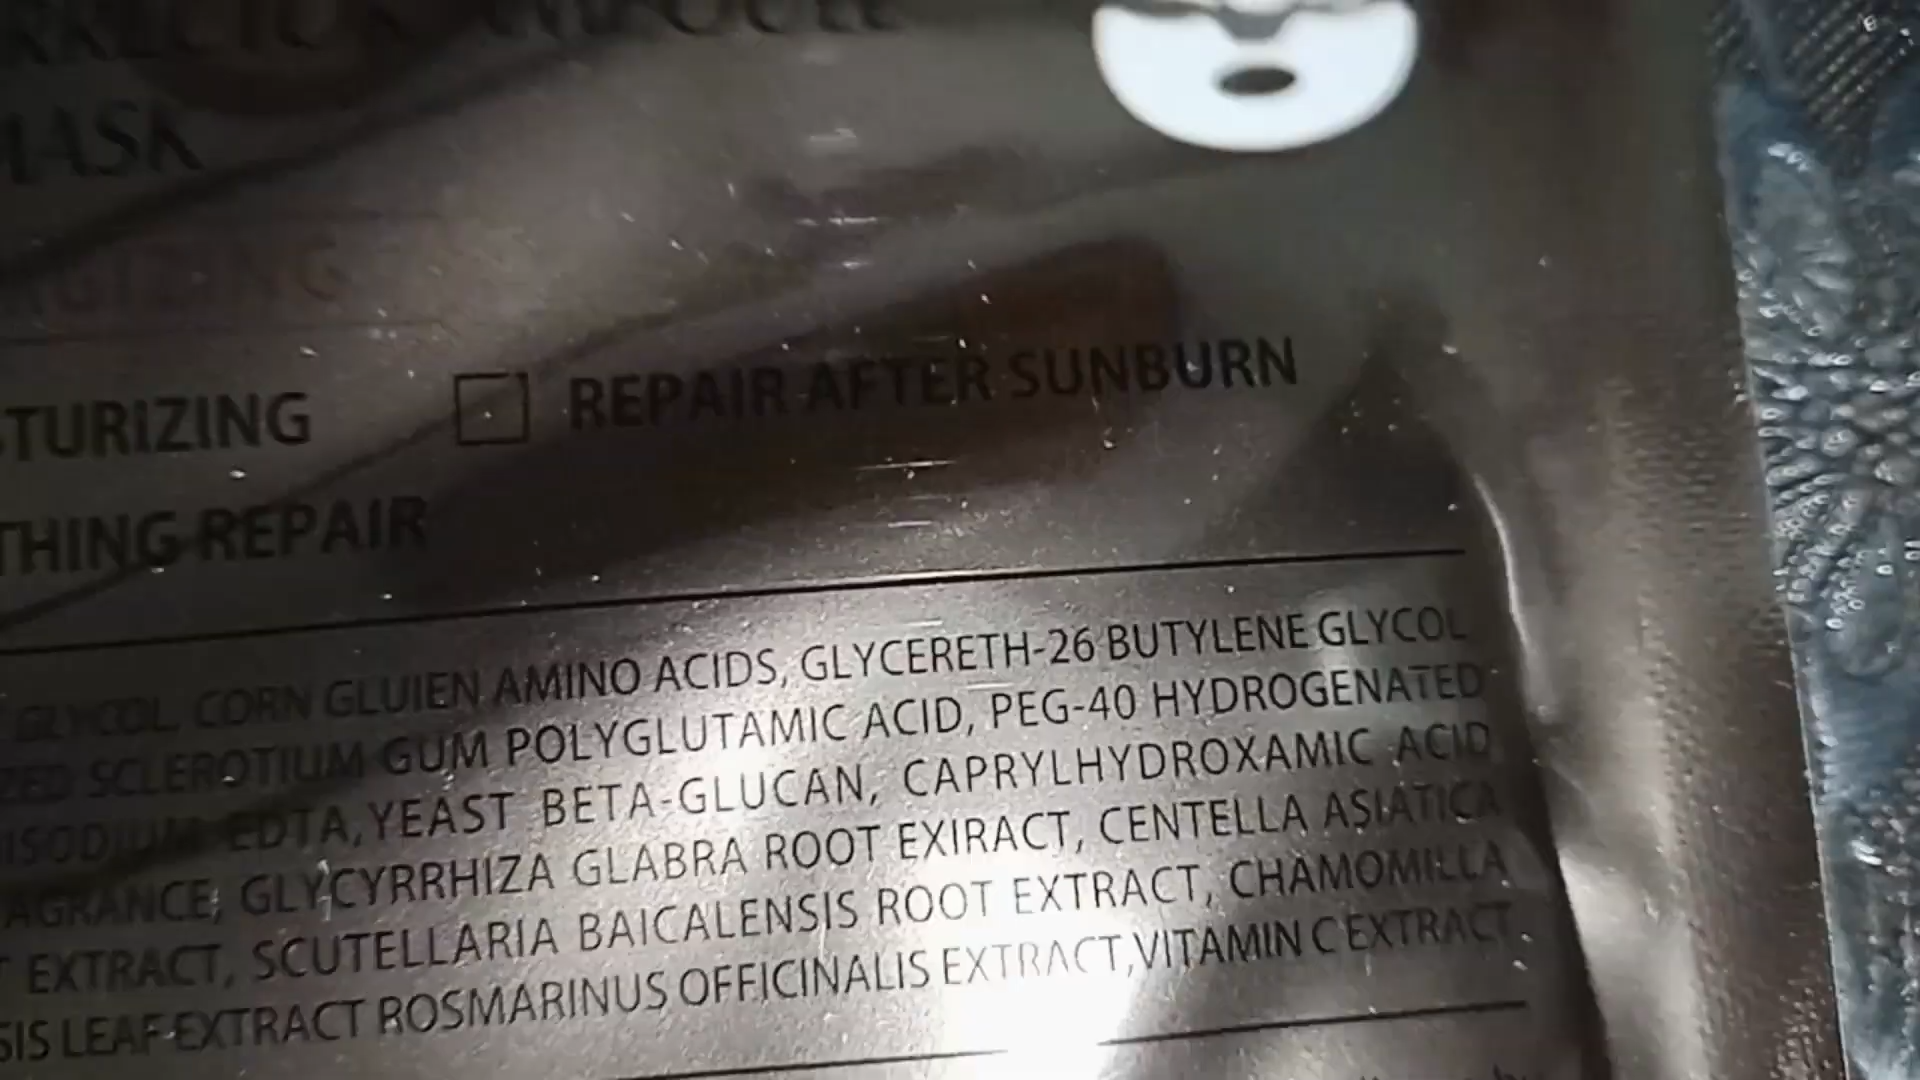 MASK
GIZING
TURIZING REPAIR AFTER SUNBURN
THING REPAIR
GLYCOL, CORN GLUIEN AMINO ACIDS, GLYCERETH-26 BUTYLENE GLYCOL
ZED SCLEROTIUM GUM POLYGLUTAMIC ACID, PEG-40 HYDROGENATED
ISODIUM EDTA, YEAST BETA-GLUCAN, CAPRYLHYDROXAMIC ACID
AGRANCE, GLYCYRRHIZA GLABRA ROOT EXIRACT, CENTELLA ASIATICA
T EXTRACT, SCUTELLARIA BAICALENSIS ROOT EXTRACT, CHAMOMILLA
SIS LEAF EXTRACT ROSMARINUS OFFICINALIS EXTRACT,VITAMIN C EXTRACT.